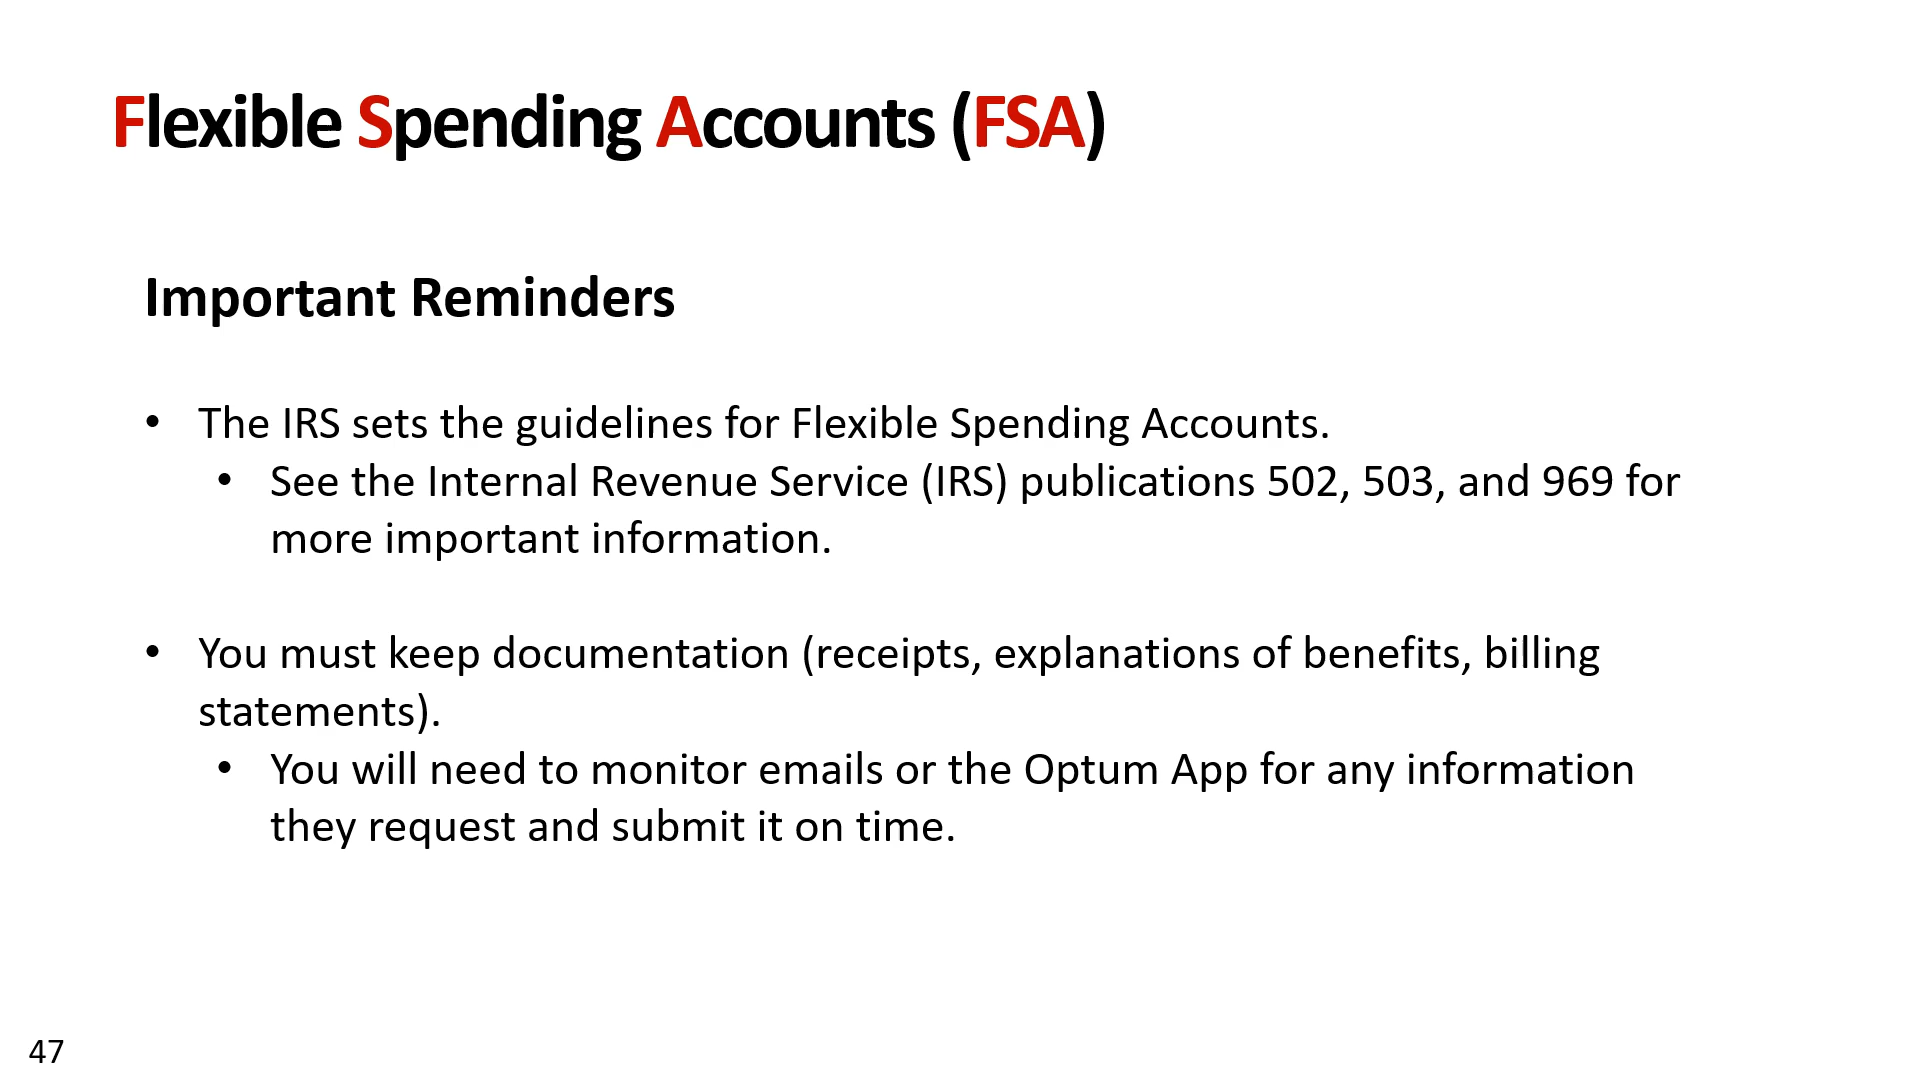 Flexible Spending Accounts (FSA)
Important Reminders
• The IRS sets the guidelines for Flexible Spending Accounts.
• See the Internal Revenue Service (IRS) publications 502, 503, and 969 for
more important information.
• You must keep documentation (receipts, explanations of benefits, billing
statements).
• You will need to monitor emails or the Optum App for any information
they request and submit it on time.
47